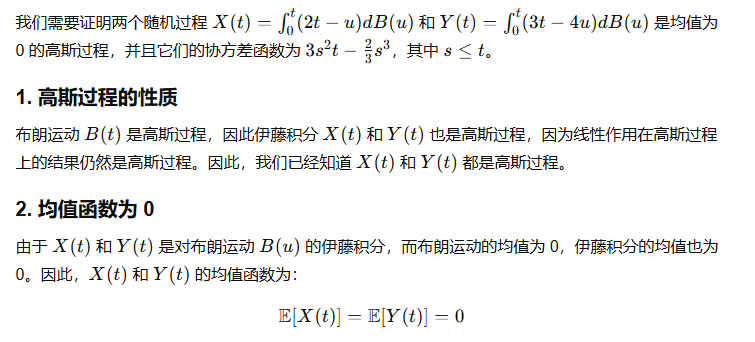 我们需要证明两个随机过程 $X(t) = \int_0^t (2t - u)dB(u)$ 和 $Y(t) = \int_0^t (3t - 4u)dB(u)$ 是均值为
0 的高斯过程，并且它们的协方差函数为 $3s^2t - \frac{2}{3}s^3$，其中 $s \leq t$。
1. 高斯过程的性质
布朗运动 $B(t)$ 是高斯过程，因此伊藤积分 $X(t)$ 和 $Y(t)$ 也是高斯过程，因为线性作用在高斯过程
上的结果仍然是高斯过程。因此，我们已经知道 $X(t)$ 和 $Y(t)$ 都是高斯过程。
2. 均值函数为 0
由于 $X(t)$ 和 $Y(t)$ 是对布朗运动 $B(u)$ 的伊藤积分，而布朗运动的均值为 0，伊藤积分的均值也为
0。因此，$X(t)$ 和 $Y(t)$ 的均值函数为：
$\mathbb{E}[X(t)] = \mathbb{E}[Y(t)] = 0$